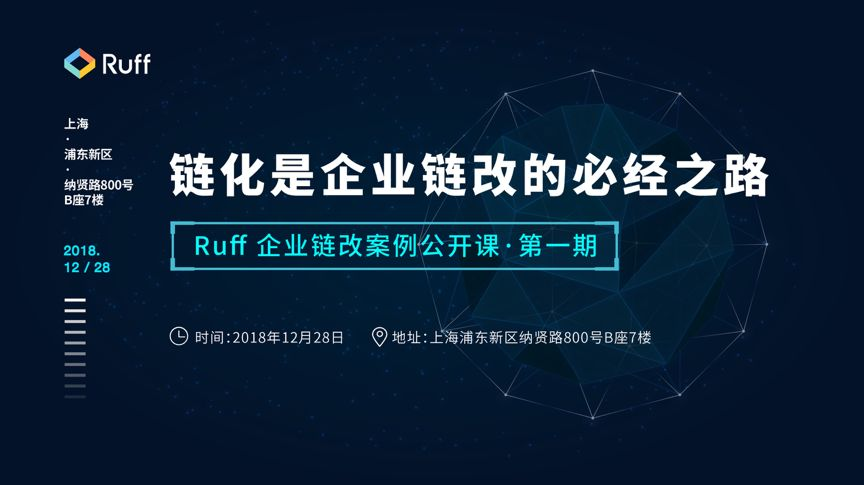 Ruff
上海
·
浦东新区
·
纳贤路800号
B座7楼
2018.
12 / 28
链化是企业链改的必经之路
Ruff 企业链改案例公开课·第一期
时间:2018年12月28日
地址:上海浦东新区纳贤路800号B座7楼